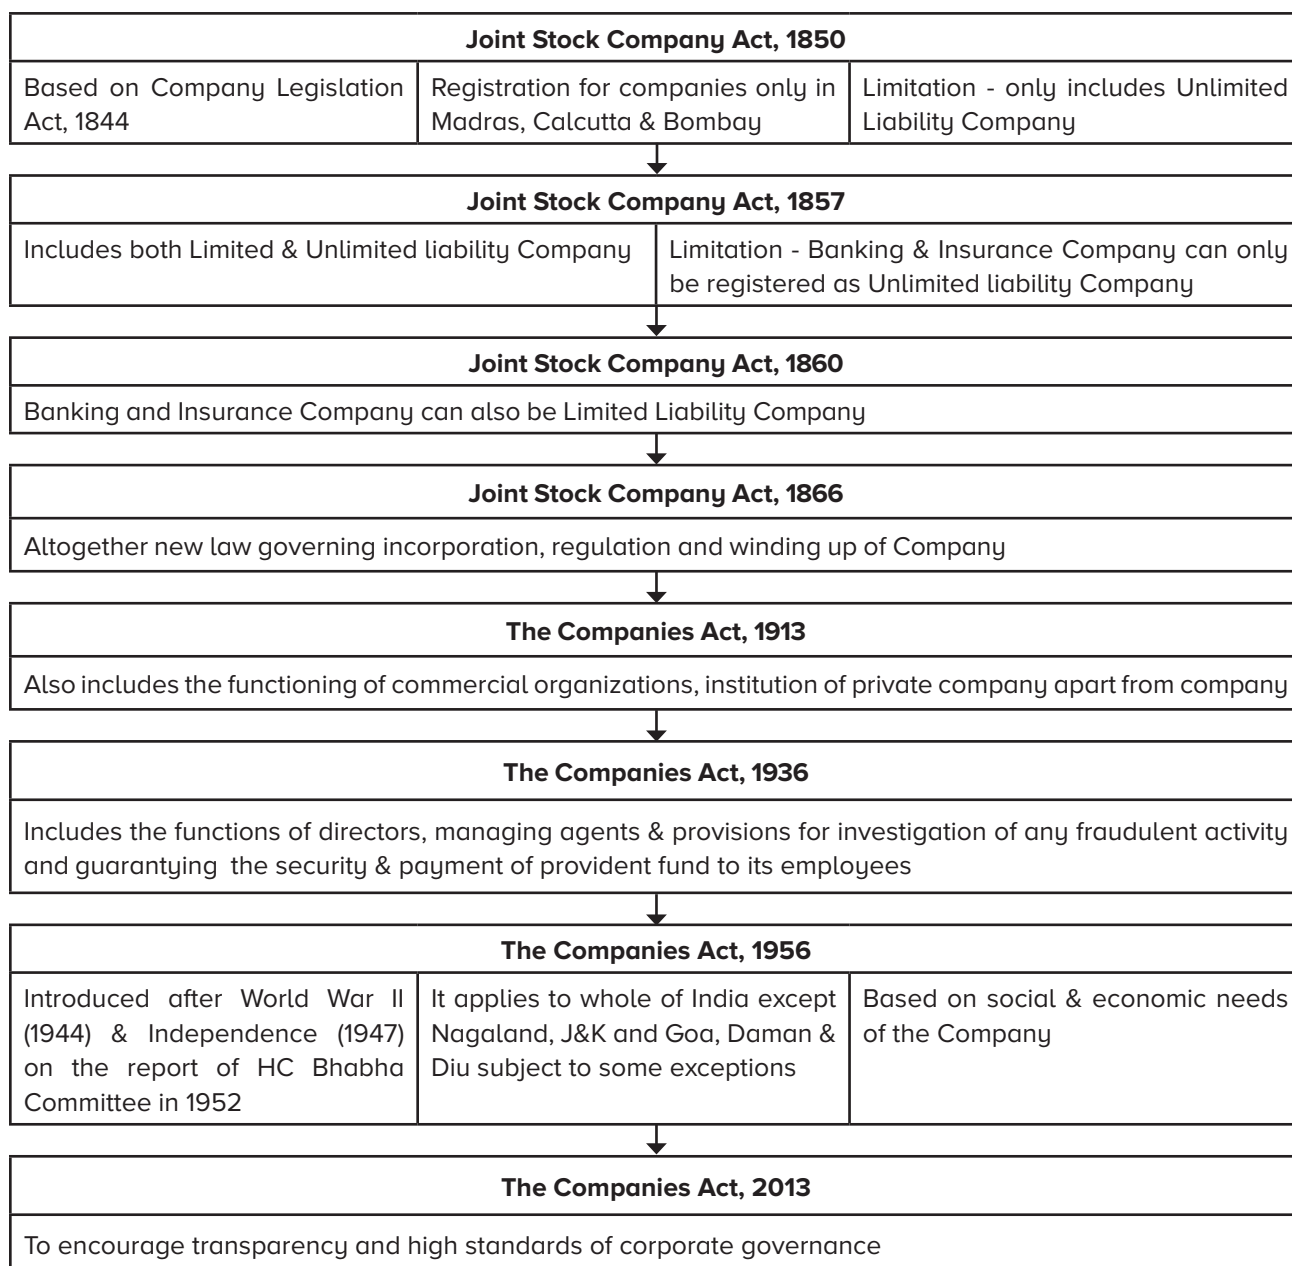 Joint Stock Company Act, 1850
Based on Company Legislation
Act, 1844
Registration for companies only in
Madras, Calcutta & Bombay
Limitation - only includes Unlimited
Liability Company
Joint Stock Company Act, 1857
Includes both Limited & Unlimited liability Company
Limitation - Banking & Insurance Company can only
be registered as Unlimited liability Company
Joint Stock Company Act, 1860
Banking and Insurance Company can also be Limited Liability Company
Joint Stock Company Act, 1866
Altogether new law governing incorporation, regulation and winding up of Company
The Companies Act, 1913
Also includes the functioning of commercial organizations, institution of private company apart from company
The Companies Act, 1936
Includes the functions of directors, managing agents & provisions for investigation of any fraudulent activity
and guarantying the security & payment of provident fund to its employees
The Companies Act, 1956
Introduced after World War II
(1944) & Independence (1947)
on the report of HC Bhabha
Committee in 1952
It applies to whole of India except
Nagaland, J&K and Goa, Daman &
Diu subject to some exceptions
Based on social & economic needs
of the Company
The Companies Act, 2013
To encourage transparency and high standards of corporate governance